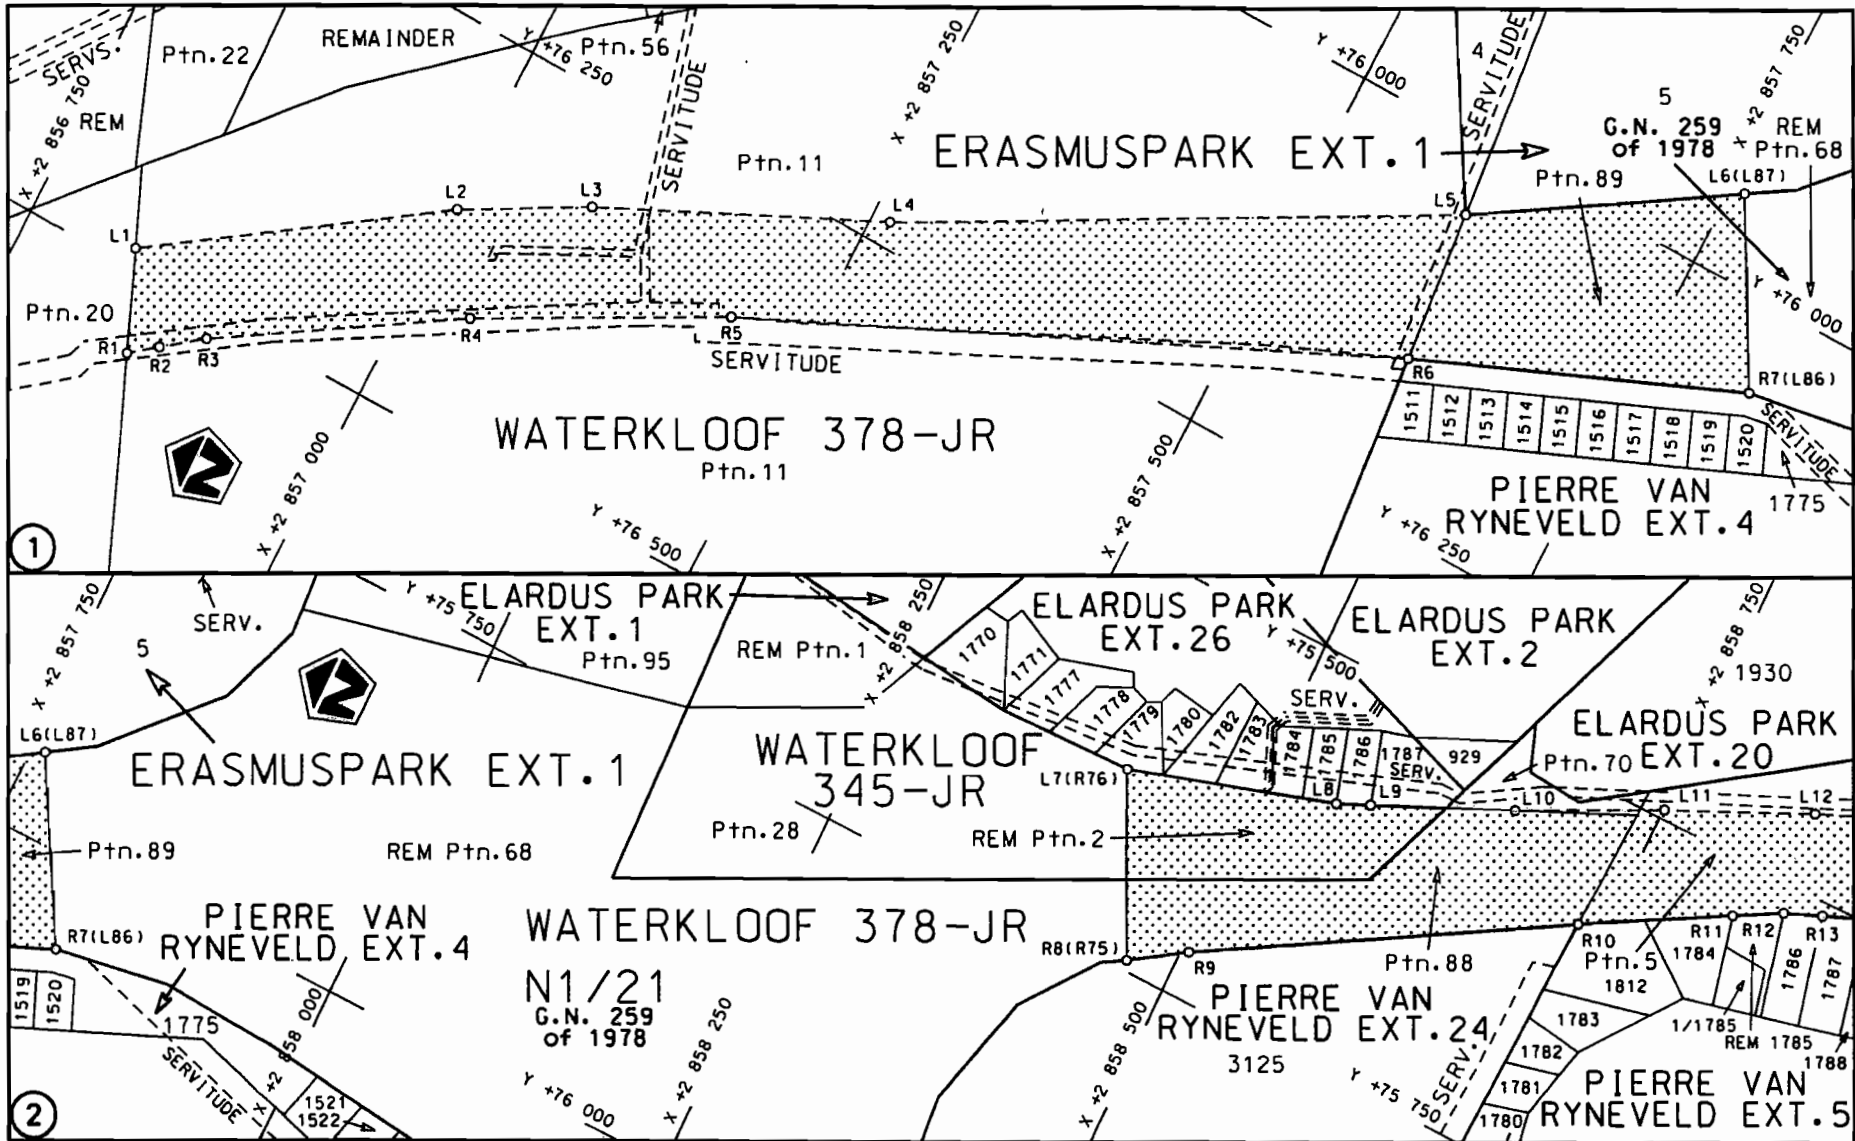 SERVS.
Ptn.22
REMAINDER
Y +76 250
Ptn.56
X +2 857 250
Y +76 000
4
SERVITUDE
X +2 857 750
X +2 856 750
REM
SERVITUDE
Ptn.11
ERASMUSPARK EXT.1
5
G.N. 259
of 1978
REM
Ptn.68
Ptn.89
L6(L87)
L1
L2
L3
L4
L5
Ptn.20
R1
R2
R3
R4
R5
SERVITUDE
R6
R7(L86)
Y +76 000
1511
1512
1513
1514
1515
1516
1517
1518
1519
1520
SERVITUDE
WATERKLOOF 378-JR
Ptn.11
X +2 857 000
Y +76 500
X +2 857 500
Y +76 250
PIERRE VAN
RYNEVELD EXT.4
1775
1
X +2 857 750
SERV.
5
Y +75 750
ELARDUS PARK
EXT.1
Ptn.95
REM Ptn.1
X +2 858 250
ELARDUS PARK
EXT.26
Y +75 500
ELARDUS PARK
EXT.2
X +2 858 750
1930
1770
1771
1777
1778
1779
1780
1782
1783
1784
1785
1786
1787
929
SERV.
SERV.
Ptn.70
ELARDUS PARK
EXT.20
L6(L87)
ERASMUSPARK EXT.1
WATERKLOOF
345-JR
L7(R76)
L8
L9
L10
L11
L12
Ptn.89
REM Ptn.68
Ptn.28
REM Ptn.2
R7(L86)
PIERRE VAN
RYNEVELD EXT.4
WATERKLOOF 378-JR
R8(R75)
R9
Ptn.88
R10
Ptn.5
R11
R12
R13
1784
1812
1786
1787
1519
1520
1775
N1/21
G.N. 259
of 1978
X +2 858 000
X +2 858 250
X +2 858 500
PIERRE VAN
RYNEVELD EXT.24
3125
SERV.
1783
1/1785
REM 1785
1788
1782
1781
1780
SERVITUDE
1521
1522
Y +76 000
Y +75 750
PIERRE VAN
RYNEVELD EXT.5
2